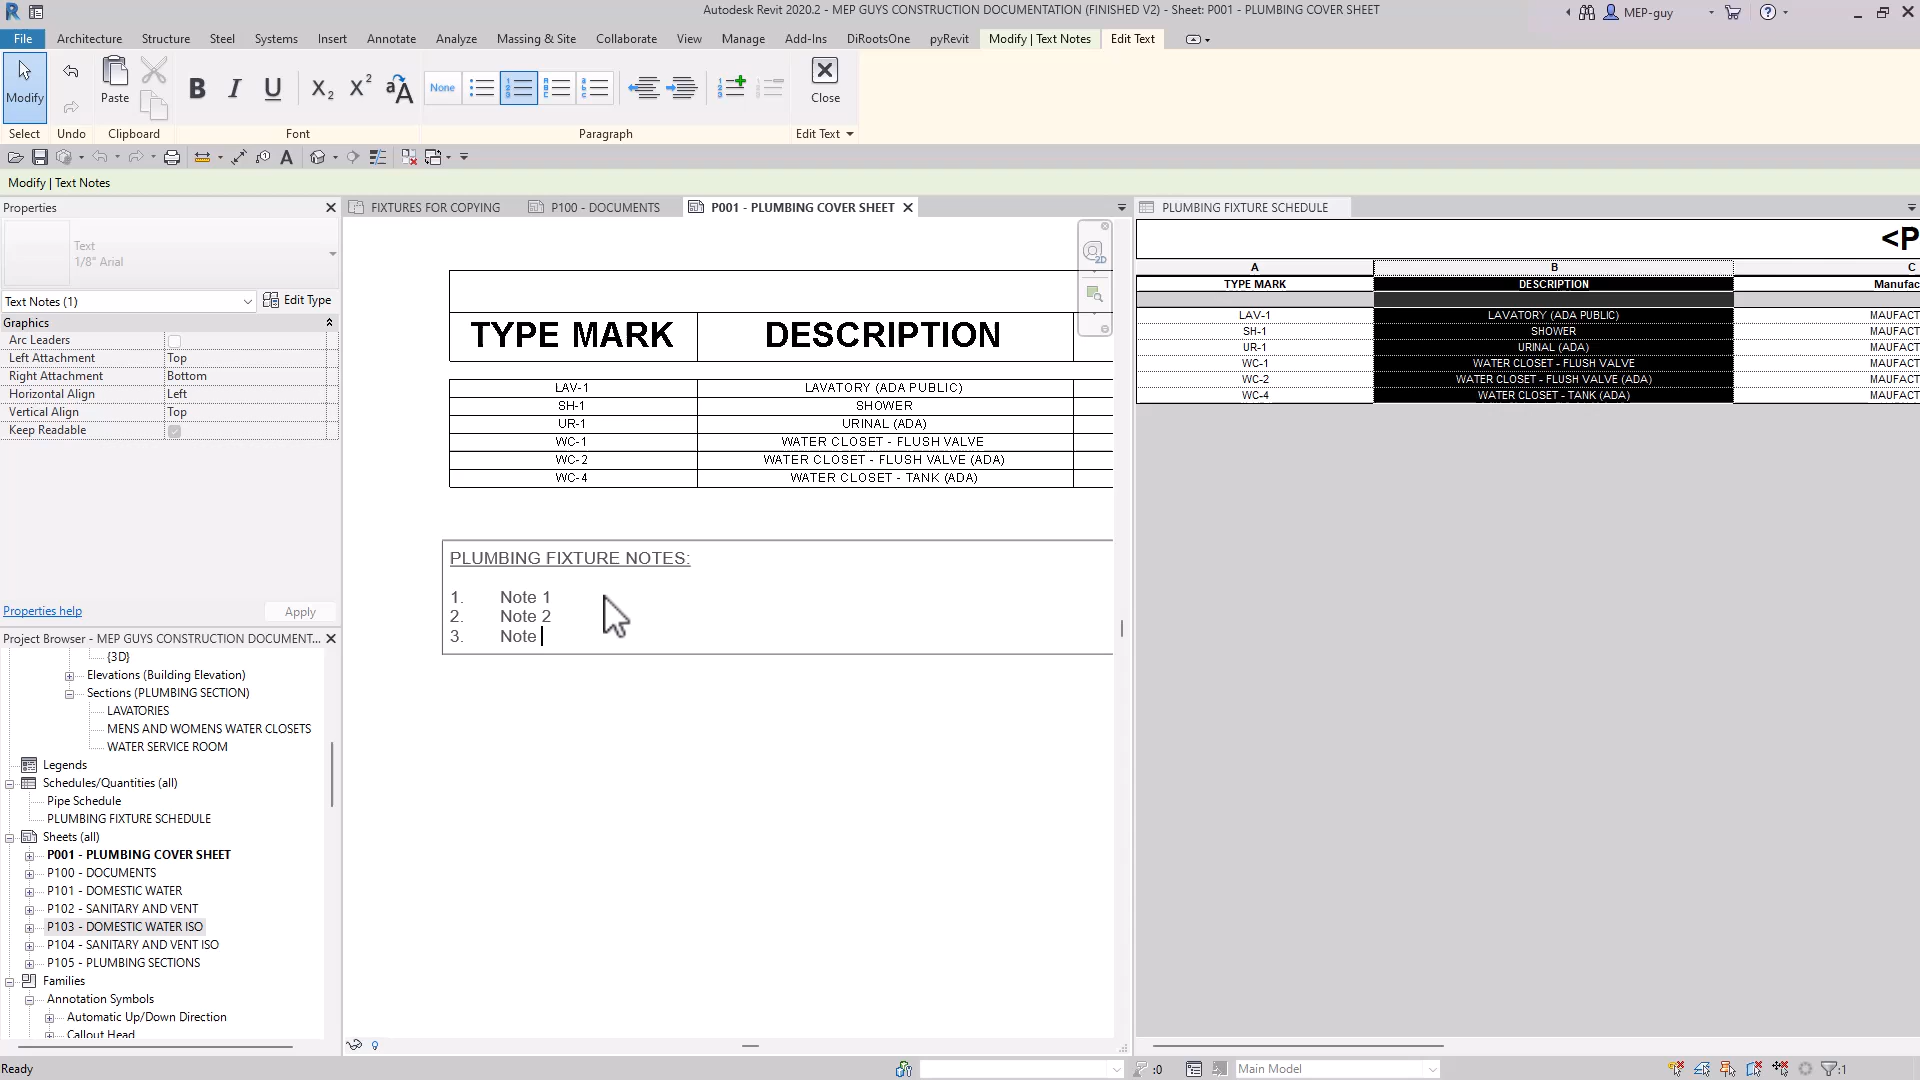 Autodesk Revit 2020.2 - MEP GUYS CONSTRUCTION DOCUMENTATION (FINISHED V2) - Sheet: P001 - PLUMBING COVER SHEET
MEP-guy
File Architecture Structure Steel Systems Insert Annotate Analyze Massing & Site Collaborate View Manage Add-Ins DiRootsOne pyRevit Modify | Text Notes Edit Text
Modify Paste B I U X2 X2 aA None Close
Select Undo Clipboard Font Paragraph Edit Text
Modify | Text Notes
Properties
Text
1/8" Arial
Text Notes (1) Edit Type
Graphics
Arc Leaders
Left Attachment Top
Right Attachment Bottom
Horizontal Align Left
Vertical Align Top
Keep Readable
Properties help Apply
Project Browser - MEP GUYS CONSTRUCTION DOCUMENT...
{3D}
Elevations (Building Elevation)
Sections (PLUMBING SECTION)
LAVATORIES
MENS AND WOMENS WATER CLOSETS
WATER SERVICE ROOM
Legends
Schedules/Quantities (all)
Pipe Schedule
PLUMBING FIXTURE SCHEDULE
Sheets (all)
P001 - PLUMBING COVER SHEET
P100 - DOCUMENTS
P101 - DOMESTIC WATER
P102 - SANITARY AND VENT
P103 - DOMESTIC WATER ISO
P104 - SANITARY AND VENT ISO
P105 - PLUMBING SECTIONS
Families
Annotation Symbols
Automatic Up/Down Direction
Callout Head
FIXTURES FOR COPYING P100 - DOCUMENTS P001 - PLUMBING COVER SHEET
2D
TYPE MARK DESCRIPTION
LAV-1 LAVATORY (ADA PUBLIC)
SH-1 SHOWER
UR-1 URINAL (ADA)
WC-1 WATER CLOSET - FLUSH VALVE
WC-2 WATER CLOSET - FLUSH VALVE (ADA)
WC-4 WATER CLOSET - TANK (ADA)
PLUMBING FIXTURE NOTES:
1. Note 1
2. Note 2
3. Note
PLUMBING FIXTURE SCHEDULE
<P
A B C
TYPE MARK DESCRIPTION Manufac
LAV-1 LAVATORY (ADA PUBLIC) MAUFACT
SH-1 SHOWER MAUFACT
UR-1 URINAL (ADA) MAUFACT
WC-1 WATER CLOSET - FLUSH VALVE MAUFACT
WC-2 WATER CLOSET - FLUSH VALVE (ADA) MAUFACT
WC-4 WATER CLOSET - TANK (ADA) MAUFACT
Ready :0 Main Model :1